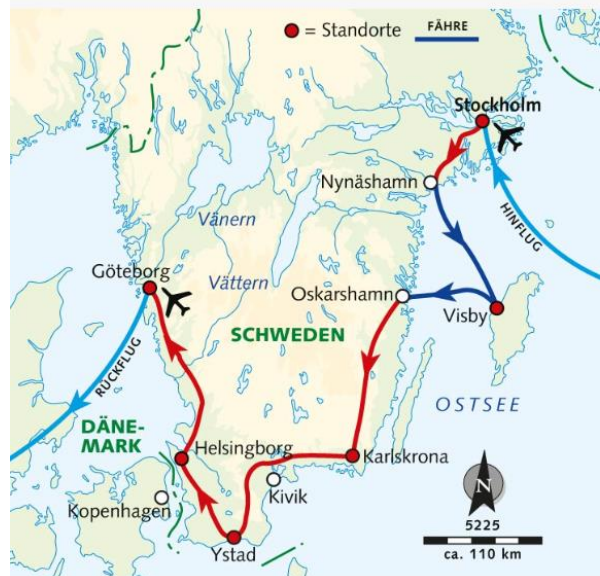 = Standorte
FÄHRE
Stockholm
Nynäshamn
HINFLUG
Vänern
Vättern
Göteborg
Oskarshamn
Visby
SCHWEDEN
RÜCKFLUG
OSTSEE
DÄNE-
MARK
Helsingborg
Karlskrona
Kivik
Kopenhagen
Ystad
N
5225
ca. 110 km